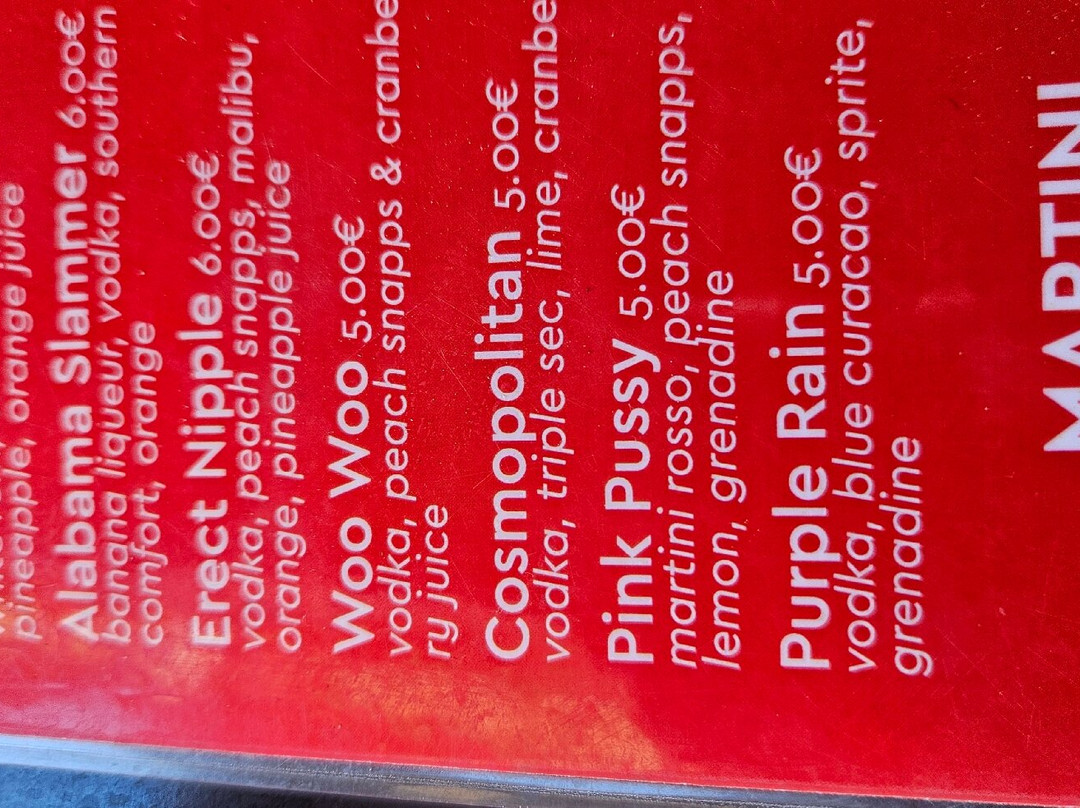 pineapple, orange juice
Alabama Slammer 6.00€
banana liqueur, vodka, southern
comfort, orange
Erect Nipple 6.00€
vodka, peach snapps, malibu,
orange, pineapple juice
Woo Woo 5.00€
vodka, peach snapps & cranbe
ry juice
Cosmopolitan 5.00€
vodka, triple sec, lime, cranbe
Pink Pussy 5.00€
martini rosso, peach snapps,
lemon, grenadine
Purple Rain 5.00€
vodka, blue curacao, sprite,
grenadine
MARTINI